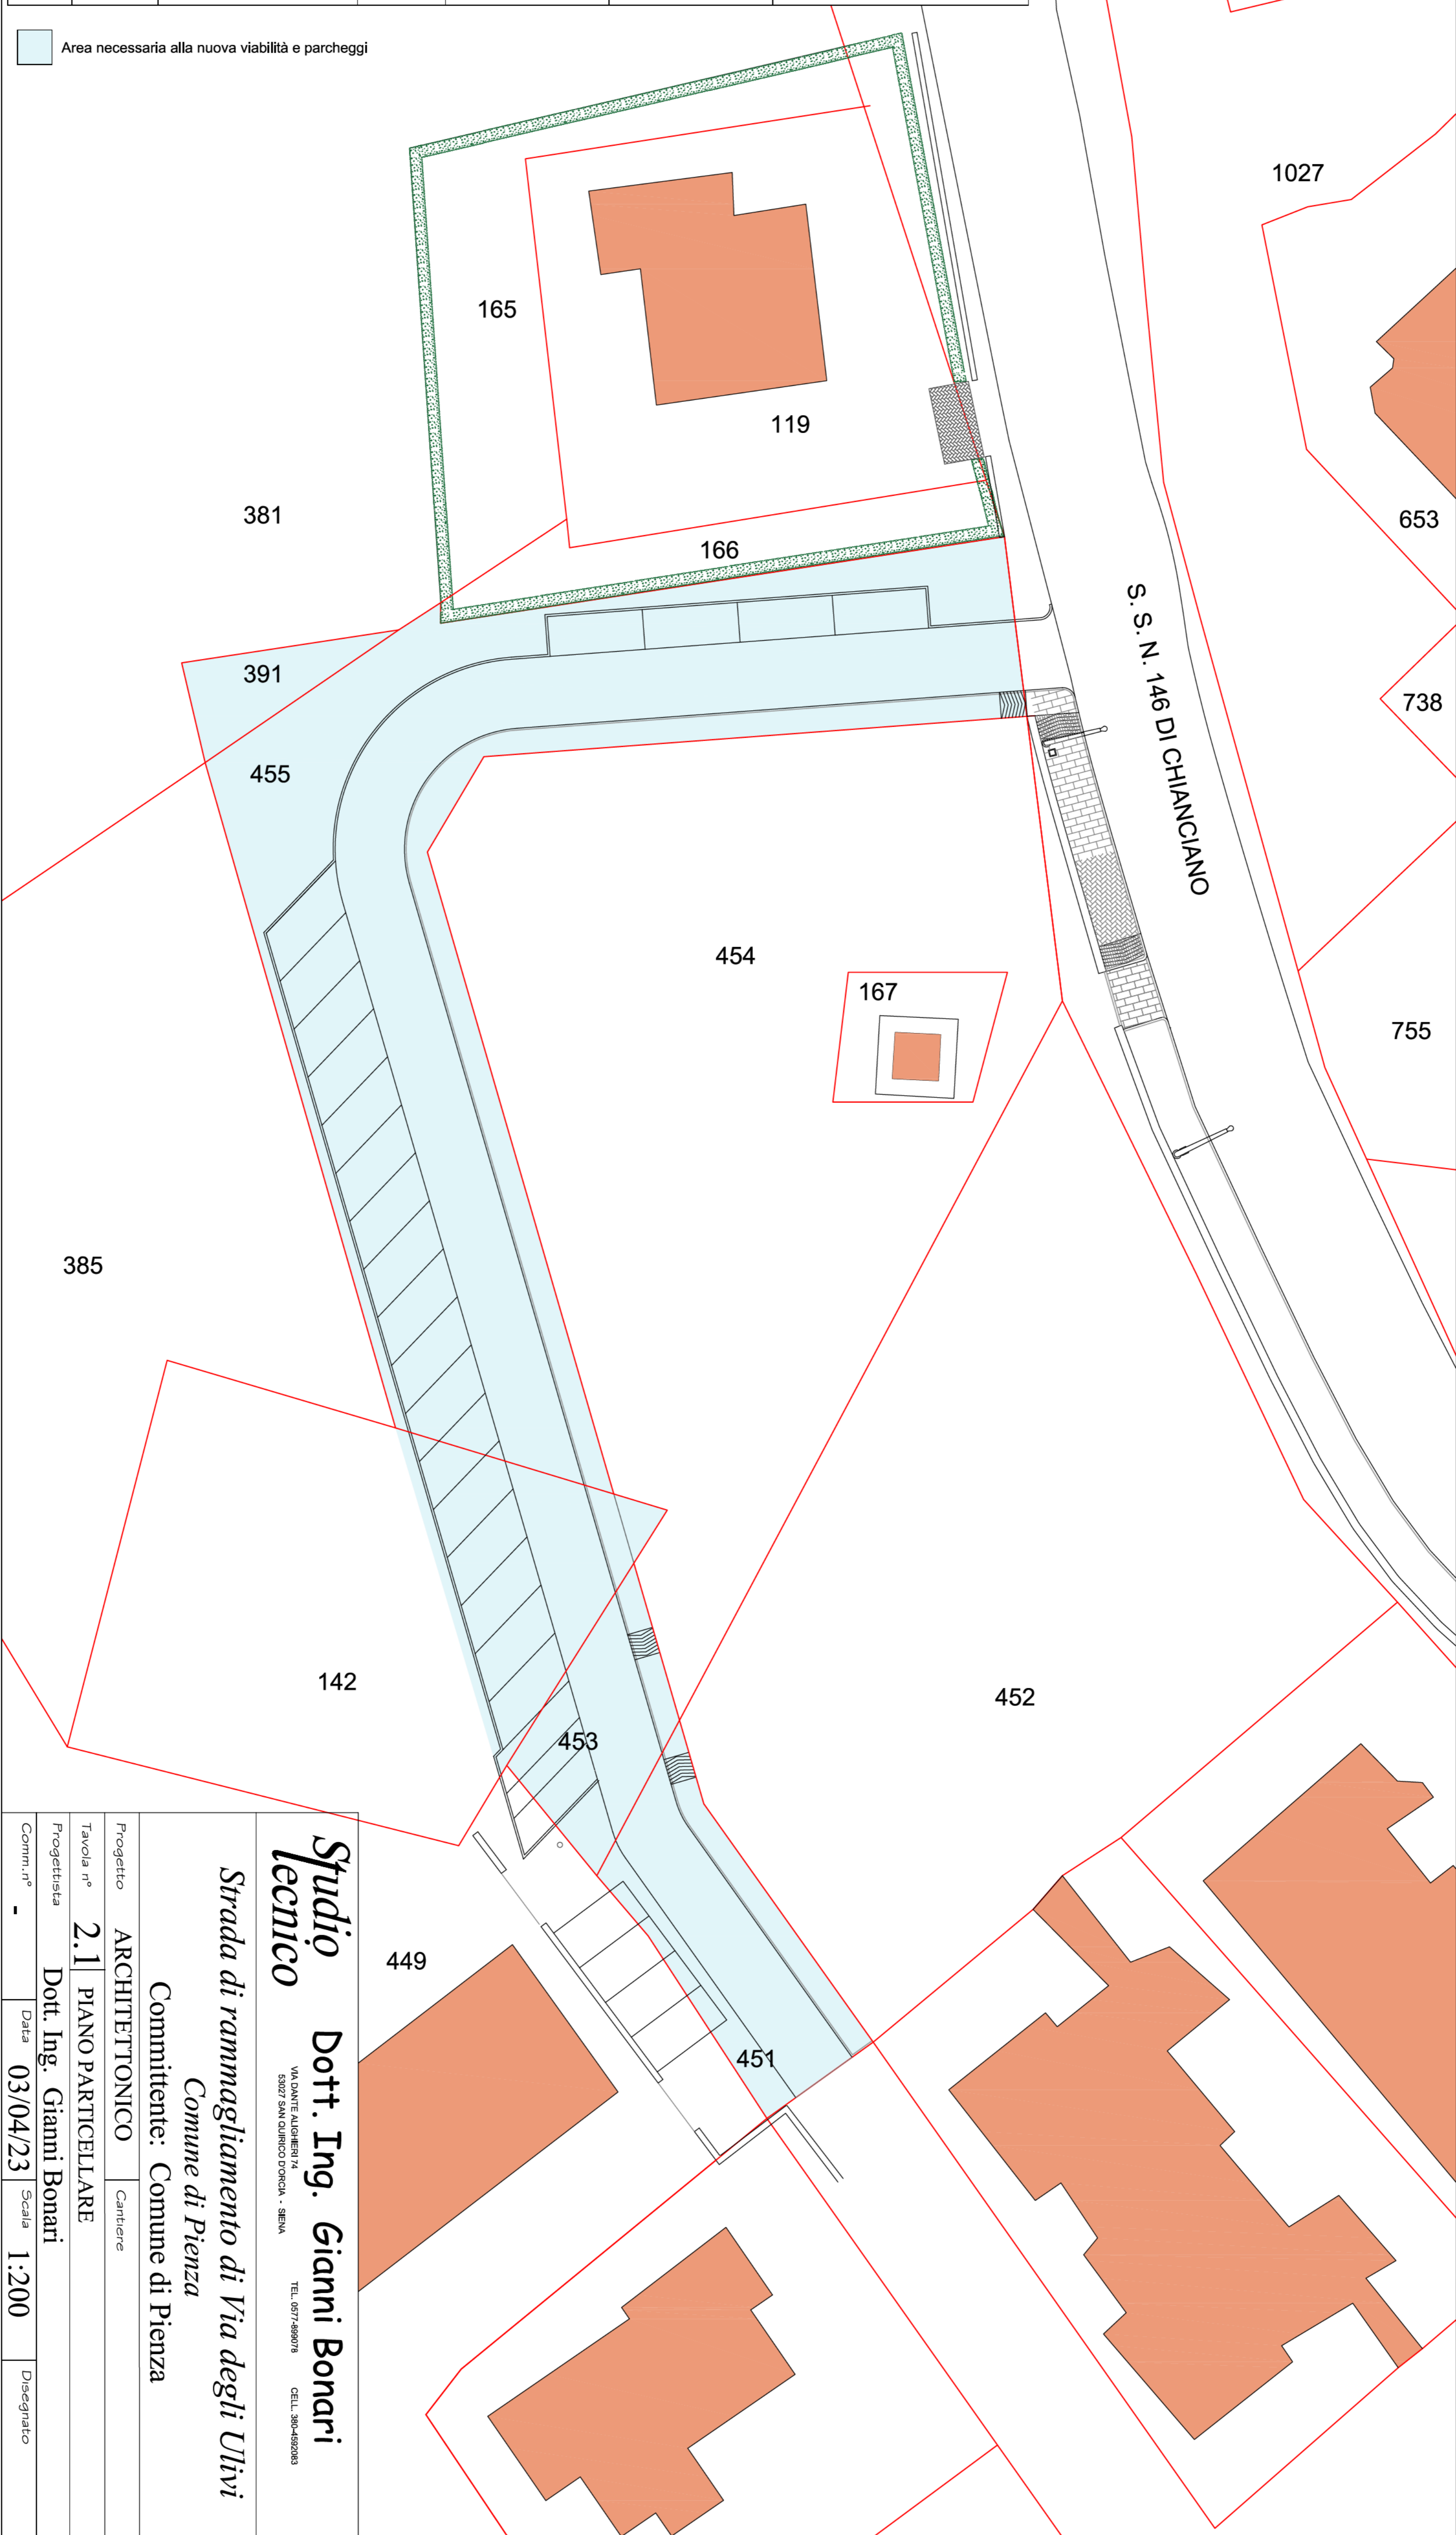 Area necessaria alla nuova viabilità e parcheggi
1027
165
119
381
653
166
S. S. N. 146 DI CHIANCIANO
391
738
455
454
167
755
385
142
452
453
449
451
Studio
Tecnico
Dott. Ing. Gianni Bonari
VIA DANTE ALIGHIERI 74
53027 SAN QUIRICO D'ORCIA - SIENA
TEL. 0577-899078
CELL. 380-4592083
Strada di rammagliamento di Via degli Ulivi
Comune di Pienza
Committente: Comune di Pienza
Progetto ARCHITETTONICO Cantiere
Tavola n° 2.1 PIANO PARTICELLARE
Progettista Dott. Ing. Gianni Bonari
Comm.n° - Data 03/04/23 Scala 1:200 Disegnato